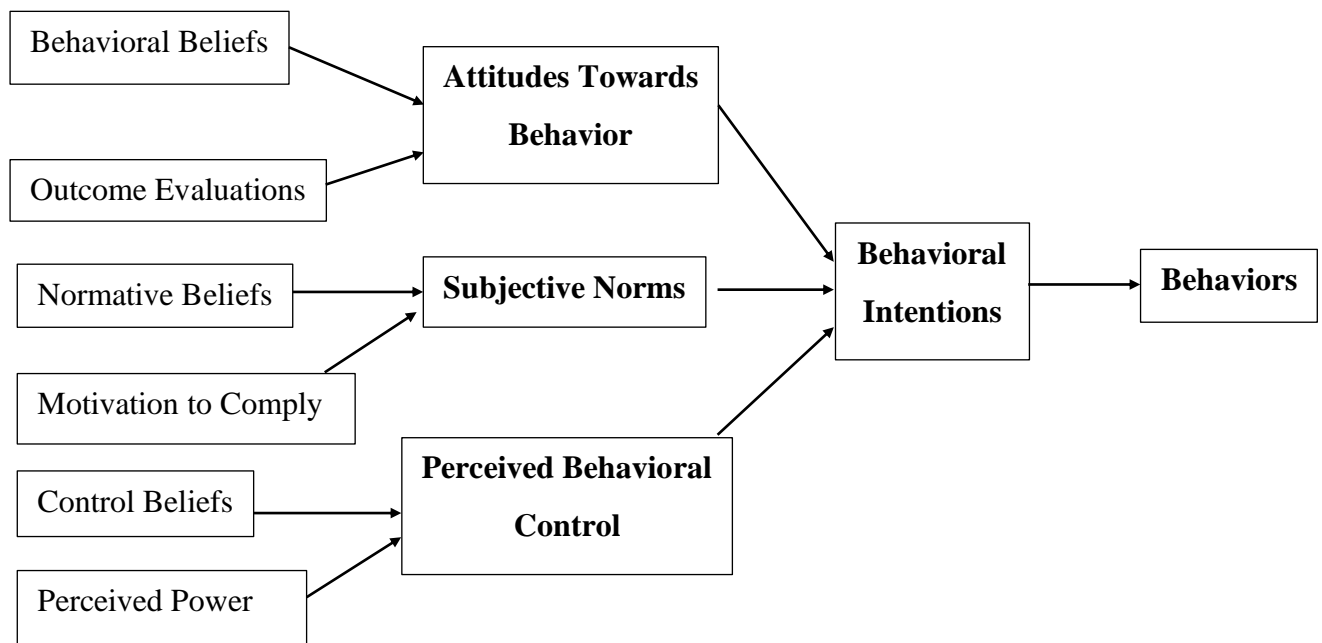 Behavioral Beliefs
Outcome Evaluations
Normative Beliefs
Motivation to Comply
Control Beliefs
Perceived Power
Attitudes Towards
Behavior
Subjective Norms
Perceived Behavioral
Control
Behavioral
Intentions
Behaviors